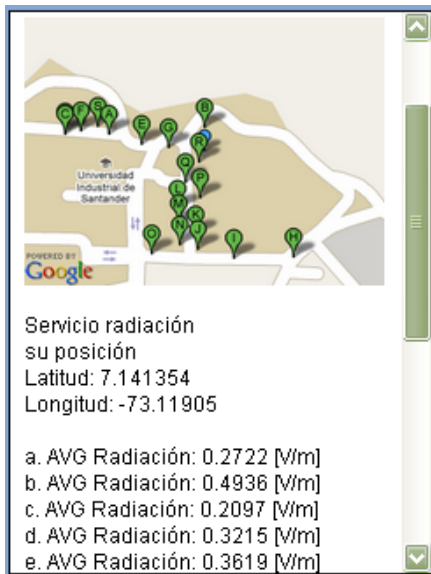 B
C
F
S
A
E
G
R
Q
Universidad
Industrial de
Santander
L
P
M
K
N
J
O
I
H
POWERED BY
Google
Servicio radiación
su posición
Latitud: 7.141354
Longitud: -73.11905
a. AVG Radiación: 0.2722 [V/m]
b. AVG Radiación: 0.4936 [V/m]
c. AVG Radiación: 0.2097 [V/m]
d. AVG Radiación: 0.3215 [V/m]
e. AVG Radiación: 0.3619 [V/m]